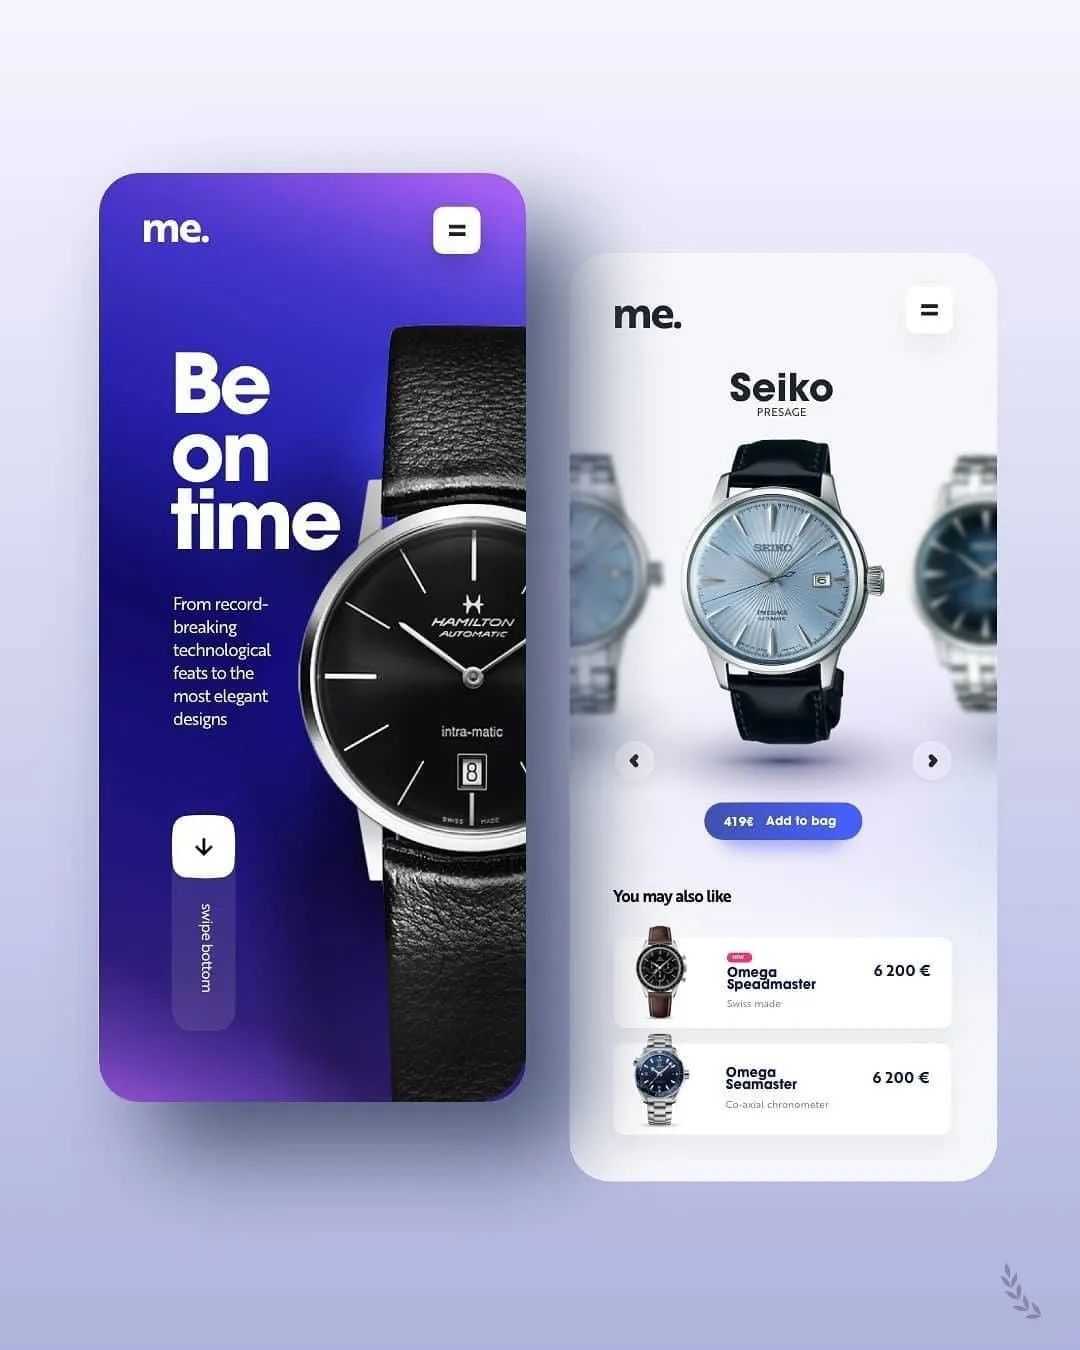 me.
Be
on
time
From record-
breaking
technological
feats to the
most elegant
designs
HAMILTON
AUTOMATIC
intra-matic
8
SWISS MADE
swipe bottom
me.
Seiko
PRESAGE
SEIKO
6
PRESAGE
AUTOMATIC
419€ Add to bag
You may also like
NEW
Omega
Speadmaster
6 200 €
Swiss made
Omega
Seamaster
6 200 €
Co-axial chronometer